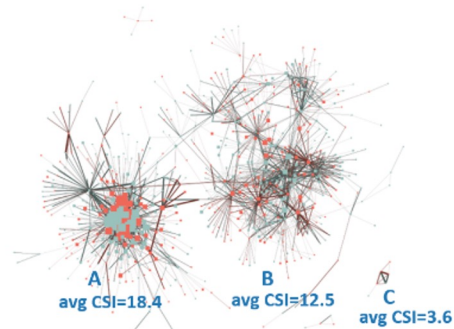 A
avg CSI=18.4
B
avg CSI=12.5
C
avg CSI=3.6